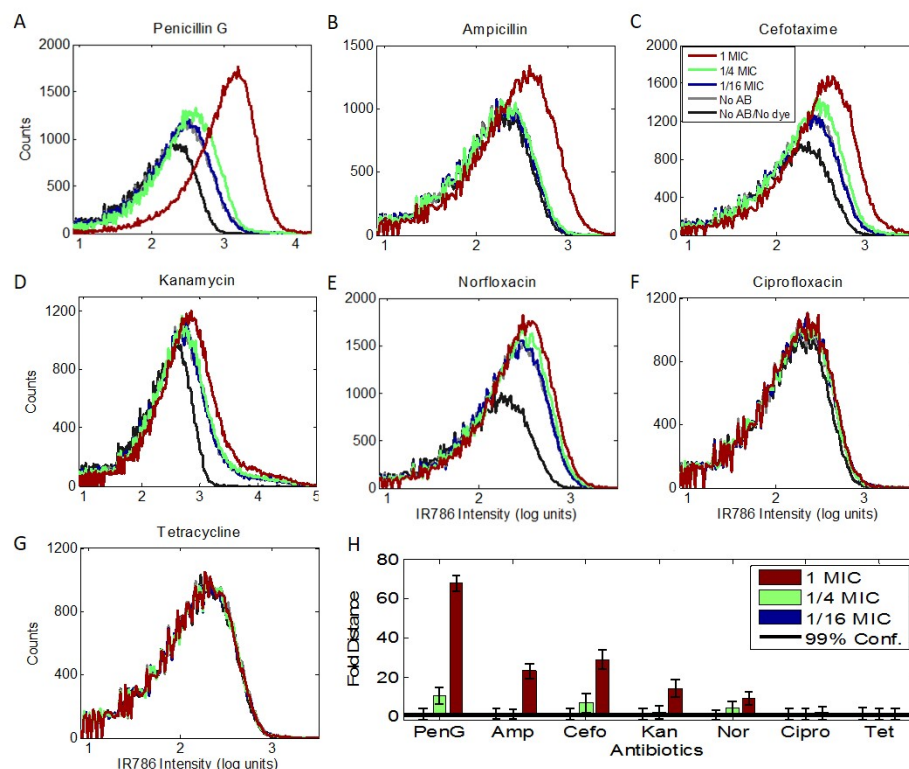 A
Penicillin G
2000
1500
1000
500
0
1 2 3 4
Counts
B
Ampicillin
1500
1000
500
0
1 2 3
C
Cefotaxime
2000
1600
1200
800
400
0
1 2 3
1 MIC
1/4 MIC
1/16 MIC
No AB
No AB/No dye
D
Kanamycin
1200
800
400
0
1 2 3 4 5
Counts
E
Norfloxacin
2000
1500
1000
500
0
1 2 3
IR786 Intensity (log units)
F
Ciprofloxacin
1200
800
400
0
1 2 3
IR786 Intensity (log units)
G
Tetracycline
1200
800
400
0
1 2 3
Counts
IR786 Intensity (log units)
H
80
60
40
20
0
Fold Distance
1 MIC
1/4 MIC
1/16 MIC
99% Conf.
PenG Amp Cefo Kan Nor Cipro Tet
Antibiotics